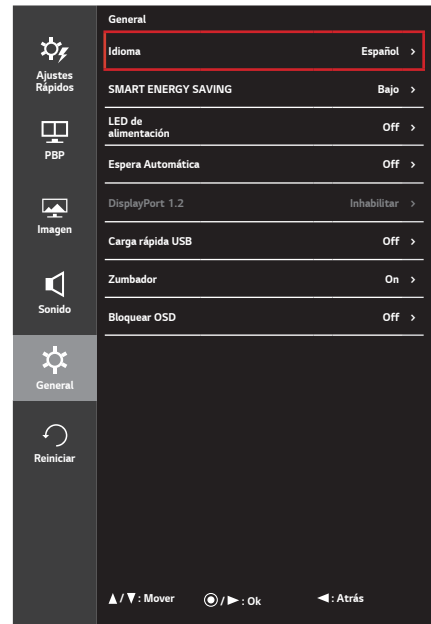 General
Ajustes
Rápidos
PBP
Imagen
Sonido
General
Reiniciar
Idioma Español >
SMART ENERGY SAVING Bajo >
LED de
alimentación Off >
Espera Automática Off >
DisplayPort 1.2 Inhabilitar >
Carga rápida USB Off >
Zumbador On >
Bloquear OSD Off >
▲/▼: Mover ◉/►: Ok ◄: Atrás